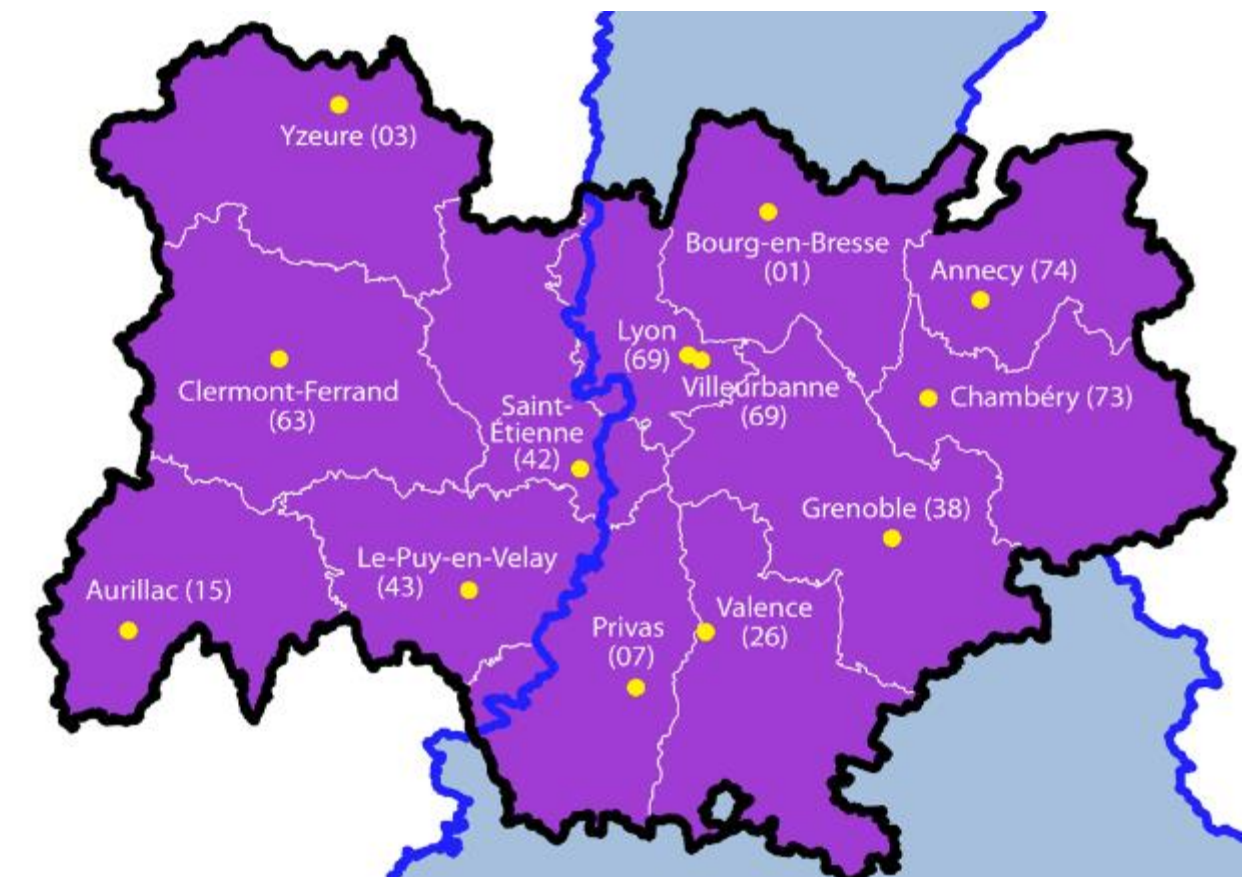 Yzeure (03)
Bourg-en-Bresse
(01)
Annecy (74)
Lyon
(69)
Villeurbanne
(69)
Clermont-Ferrand
(63)
Chambéry (73)
Saint-
Étienne
(42)
Grenoble (38)
Le-Puy-en-Velay
(43)
Aurillac (15)
Valence
(26)
Privas
(07)